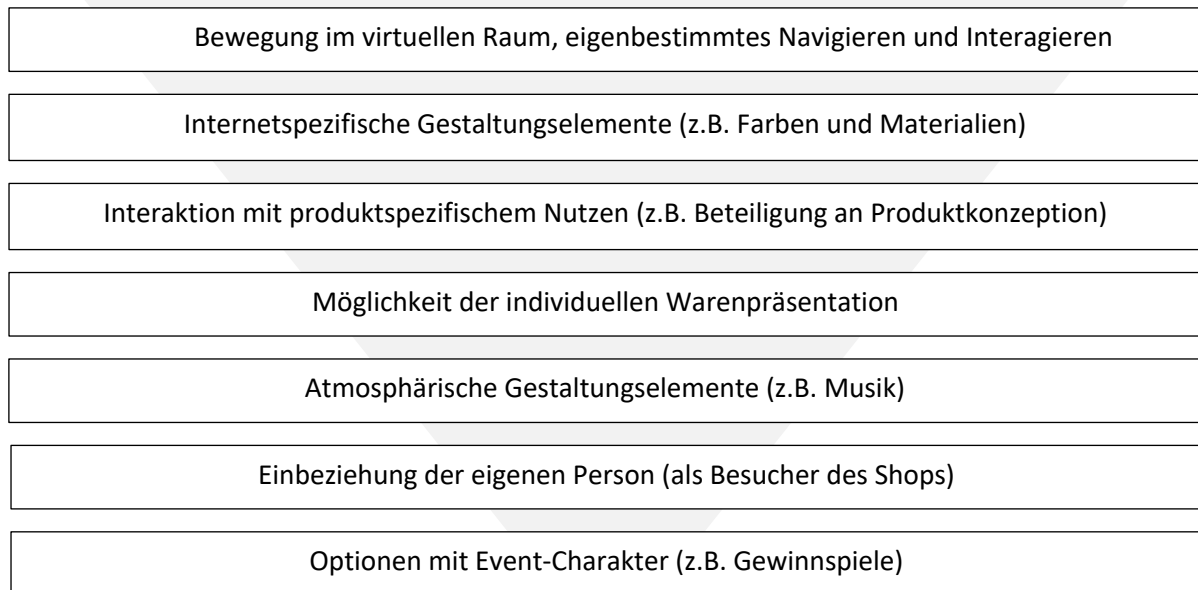 Bewegung im virtuellen Raum, eigenbestimmtes Navigieren und Interagieren
Internetspezifische Gestaltungselemente (z.B. Farben und Materialien)
Interaktion mit produktspezifischem Nutzen (z.B. Beteiligung an Produktkonzeption)
Möglichkeit der individuellen Warenpräsentation
Atmosphärische Gestaltungselemente (z.B. Musik)
Einbeziehung der eigenen Person (als Besucher des Shops)
Optionen mit Event-Charakter (z.B. Gewinnspiele)